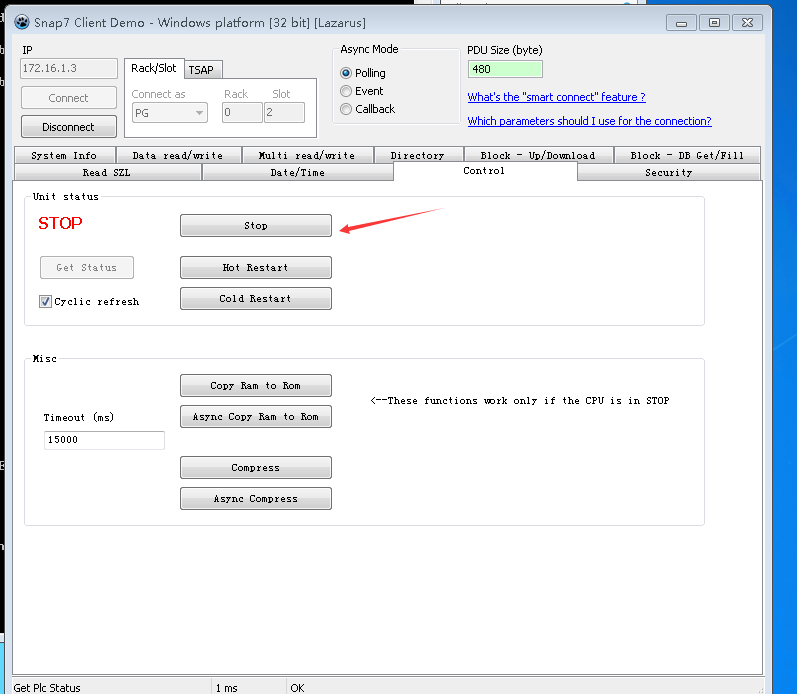 Snap7 Client Demo - Windows platform [32 bit] [Lazarus]
IP
172.16.1.3
Connect
Disconnect
Rack/Slot TSAP
Connect as Rack Slot
PG 0 2
Async Mode
Polling
Event
Callback
PDU Size (byte)
480
What's the "smart connect" feature ?
Which parameters should I use for the connection?
System Info Data read/write Multi read/write Directory Block - Up/Download Block - DB Get/Fill
Read SZL Date/Time Control Security
Unit status
STOP
Stop
Get Status
Hot Restart
Cyclic refresh
Cold Restart
Misc
Copy Ram to Rom
<--These functions work only if the CPU is in STOP
Timeout (ms)
Async Copy Ram to Rom
15000
Compress
Async Compress
Get Plc Status 1 ms OK